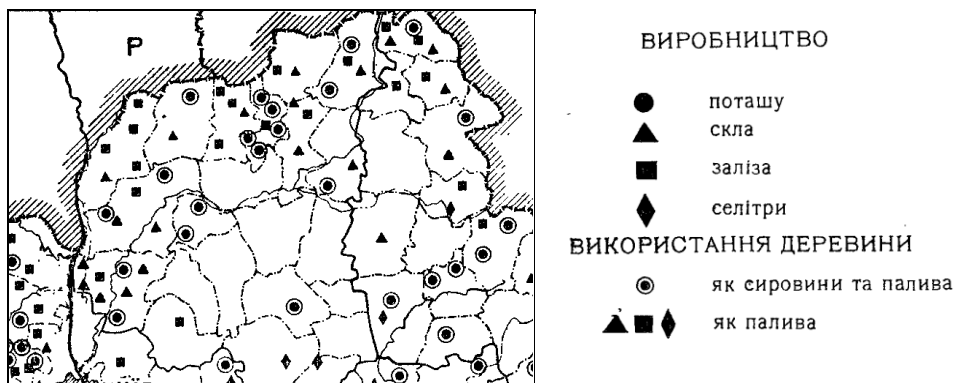 Р
ВИРОБНИЦТВО
поташу
скла
заліза
селітри
ВИКОРИСТАННЯ ДЕРЕВИНИ
як сировини та палива
як палива